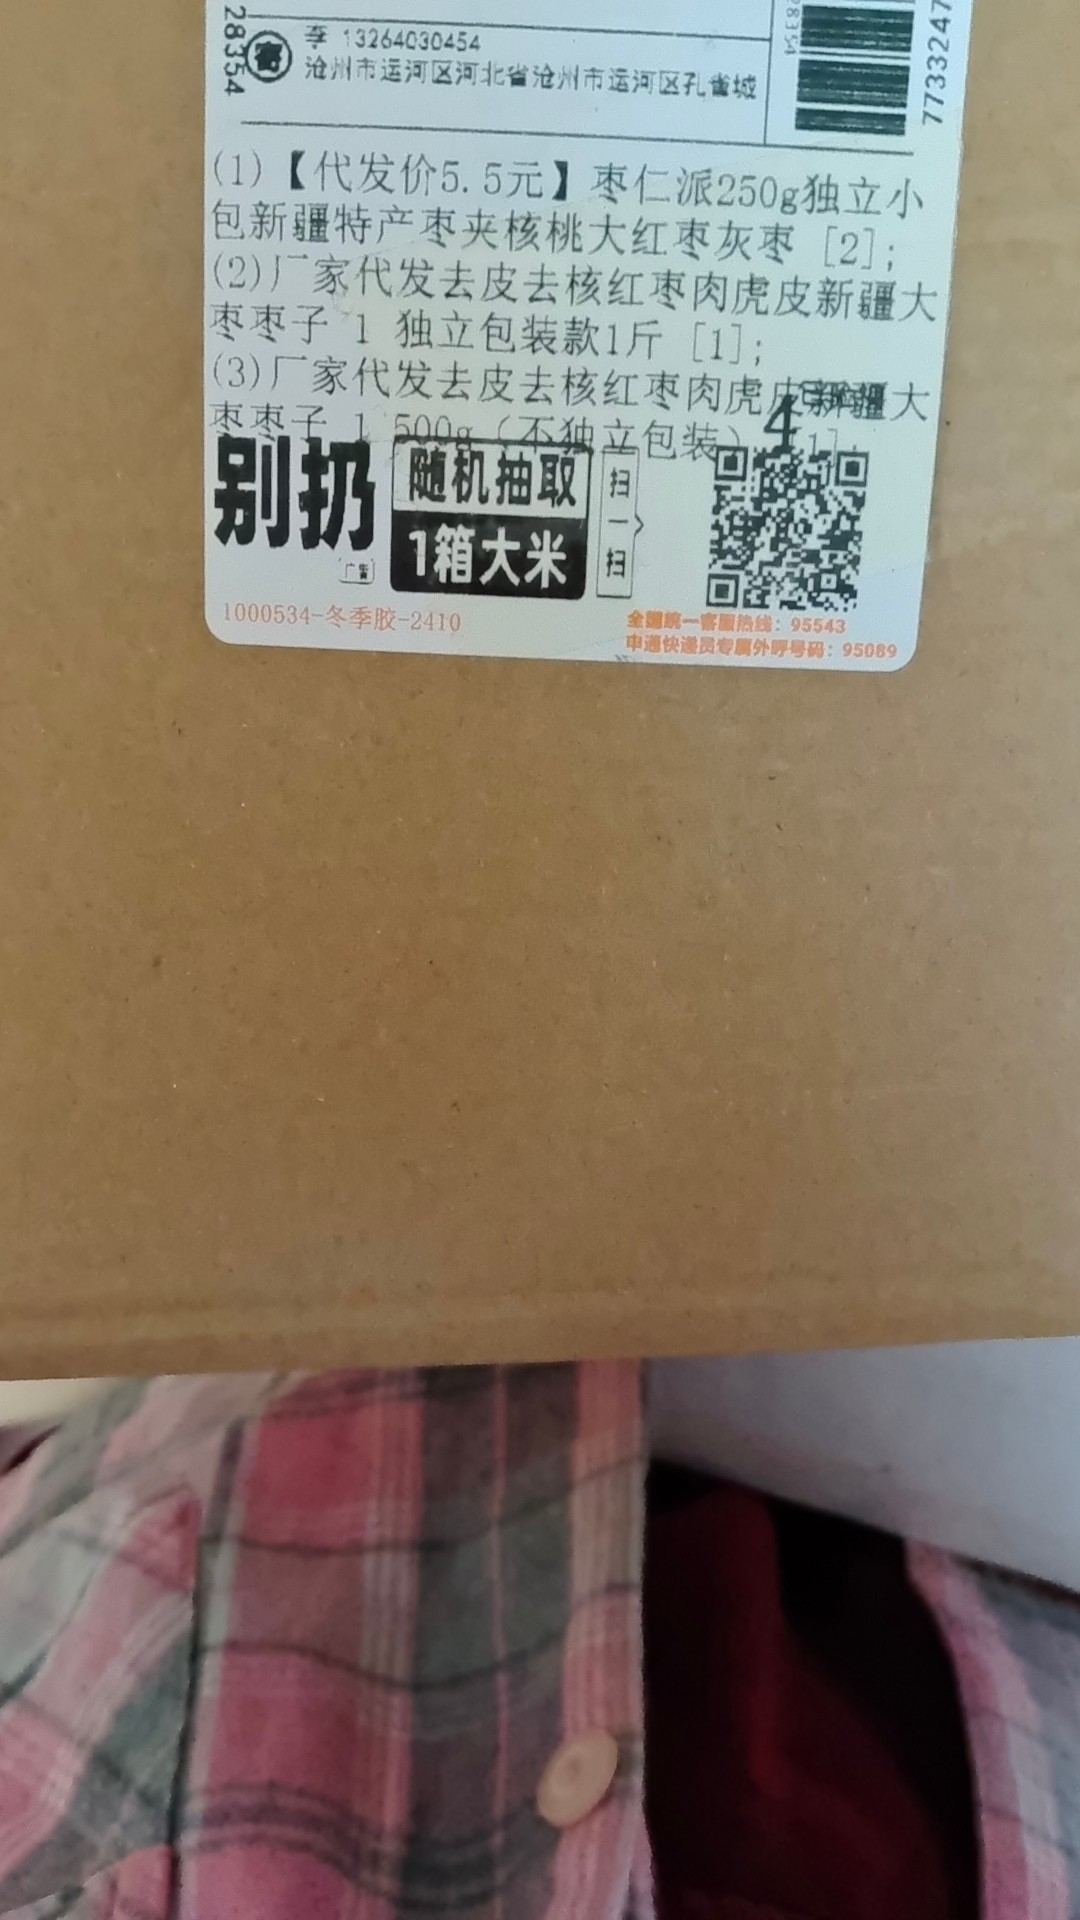 28354
寄
李 13264030454
沧州市运河区河北省沧州市运河区孔雀城
28354
7733247
(1)【代发价5.5元】枣仁派250g独立小
包新疆特产枣夹核桃大红枣灰枣 [2];
(2)厂家代发去皮去核红枣肉虎皮新疆大
枣枣子 1 独立包装款1斤 [1];
(3)厂家代发去皮去核红枣肉虎皮新疆大
枣枣子 1 500g（不独立包装） [1];
4
别扔
广告
随机抽取
1箱大米
扫一扫
1000534-冬季胶-2410
全国统一客服热线：95543
申通快递员专属外呼号码：95089